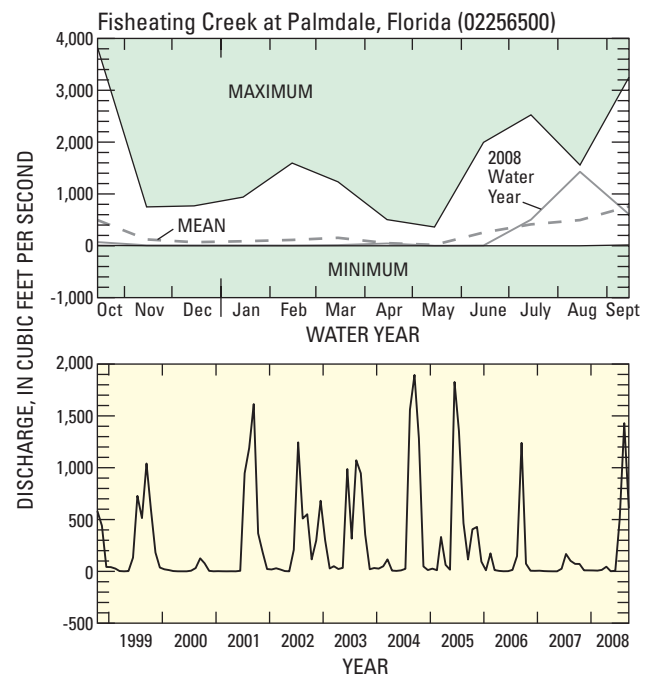 Fisheating Creek at Palmdale, Florida (02256500)
DISCHARGE, IN CUBIC FEET PER SECOND
4,000
3,000
2,000
1,000
0
-1,000
MAXIMUM
2008
Water
Year
MEAN
MINIMUM
Oct Nov Dec Jan Feb Mar Apr May June July Aug Sept
WATER YEAR
2,000
1,500
1,000
500
0
-500
1999 2000 2001 2002 2003 2004 2005 2006 2007 2008
YEAR